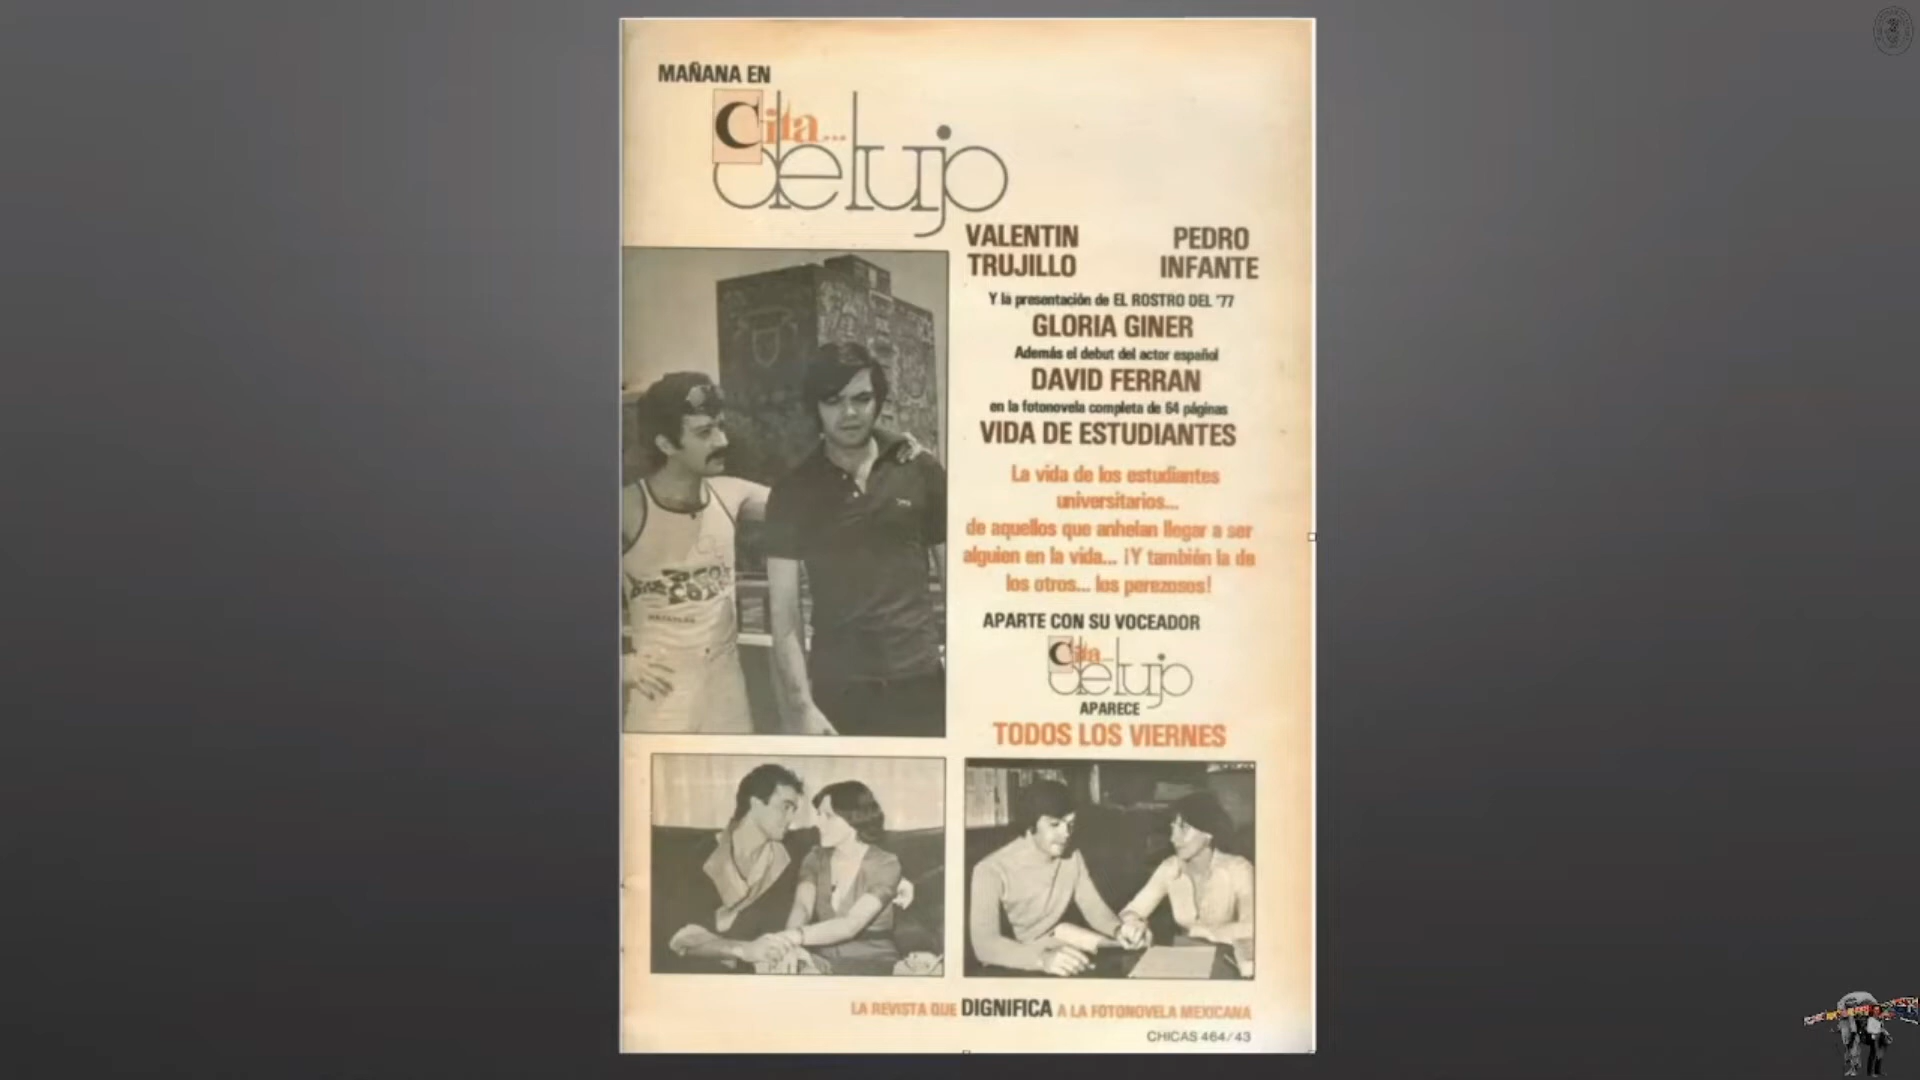 MAÑANA EN
Cita...
de lujo
VALENTIN TRUJILLO
PEDRO INFANTE
Y la presentación de EL ROSTRO DEL '77
GLORIA GINER
Además el debut del actor español
DAVID FERRAN
en la fotonovela completa de 64 páginas
VIDA DE ESTUDIANTES
La vida de los estudiantes
universitarios...
de aquellos que anhelan llegar a ser
alguien en la vida... ¡Y también la de
los otros... los perezosos!
APARTE CON SU VOCEADOR
Cita
de lujo
APARECE
TODOS LOS VIERNES
LA REVISTA QUE DIGNIFICA A LA FOTONOVELA MEXICANA
CHICAS 464/43